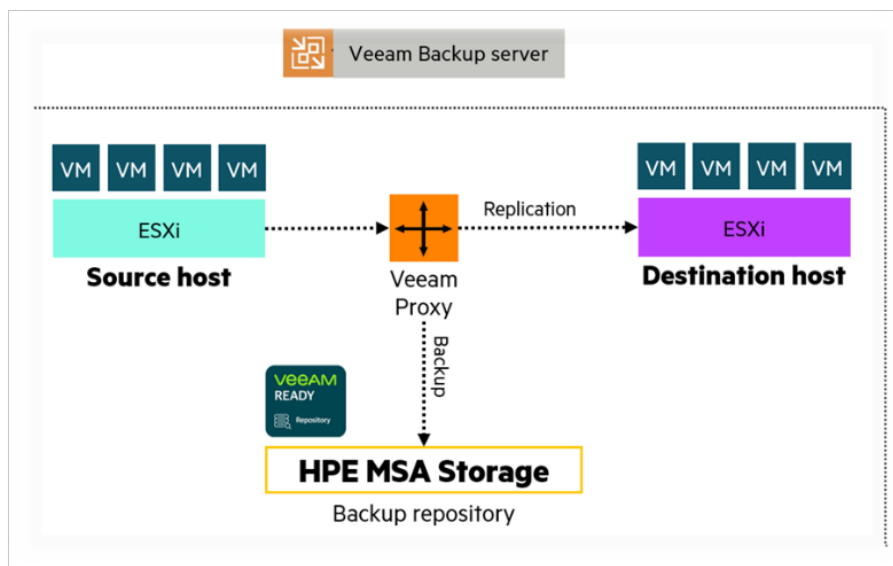 Veeam Backup server
VM VM VM VM
VM VM VM VM
ESXi
Replication
ESXi
Source host
Veeam
Proxy
Destination host
Backup
VEEAM
READY
Repository
HPE MSA Storage
Backup repository